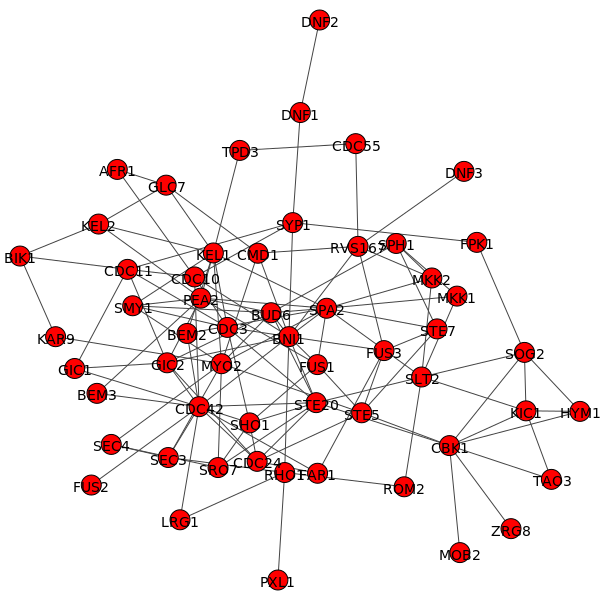 DNF2
DNF1
TPD3
CDC55
AFR1
GLC7
DNF3
KEL2
SYP1
BIK1
KEL1
CMD1
RVS167
SPH1
FPK1
CDC11
CDC10
MKK2
SMY1
PEA2
BUD6
SPA2
MKK1
KAR9
BEM2
CDC3
BNI1
STE7
GIC1
GIC2
MYO2
FUS1
FUS3
SLT2
SOG2
BEM3
CDC42
SHO1
STE20
STE5
KIC1
HYM1
SEC4
SEC3
SRO7
CDC24
RHO1
FAR1
CBK1
FUS2
ROM2
TAO3
LRG1
ZRG8
MOB2
PXL1